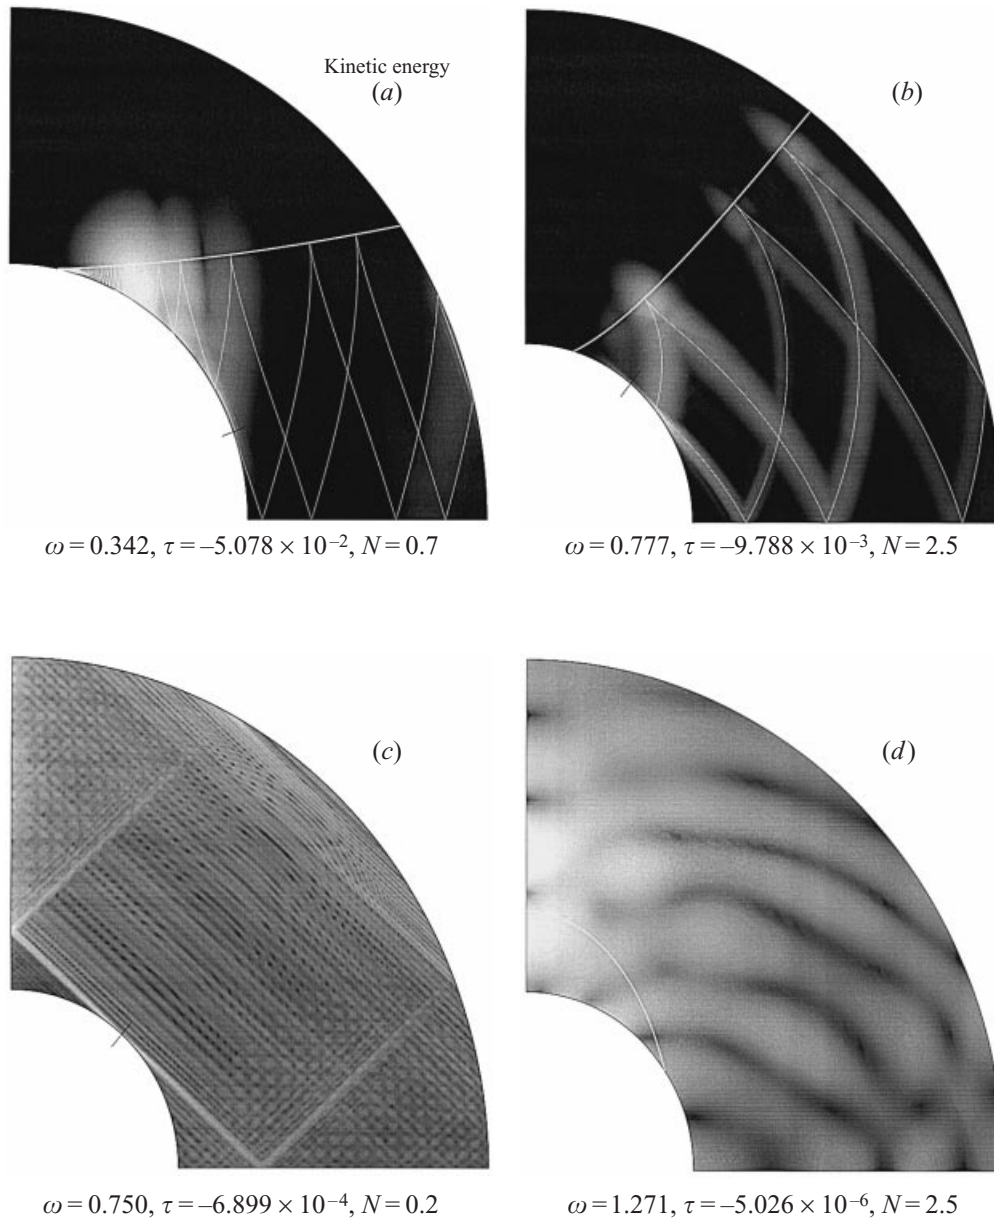 Kinetic energy
(a)
(b)
ω = 0.342, τ = –5.078 × 10–2, N = 0.7
ω = 0.777, τ = –9.788 × 10–3, N = 2.5
(c)
(d)
ω = 0.750, τ = –6.899 × 10–4, N = 0.2
ω = 1.271, τ = –5.026 × 10–6, N = 2.5